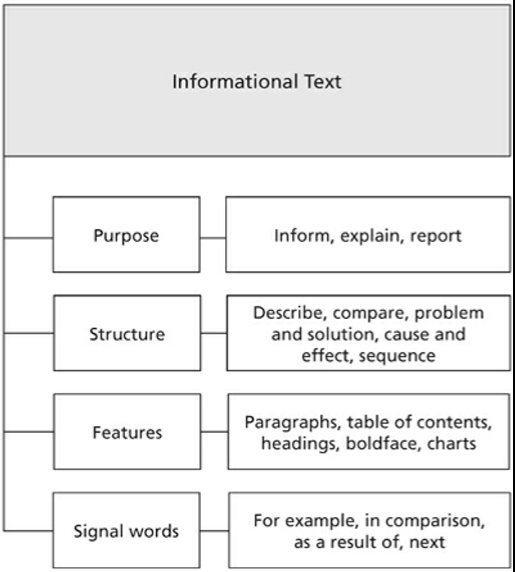 Informational Text
Purpose
Inform, explain, report
Structure
Describe, compare, problem
and solution, cause and
effect, sequence
Features
Paragraphs, table of contents,
headings, boldface, charts
Signal words
For example, in comparison,
as a result of, next